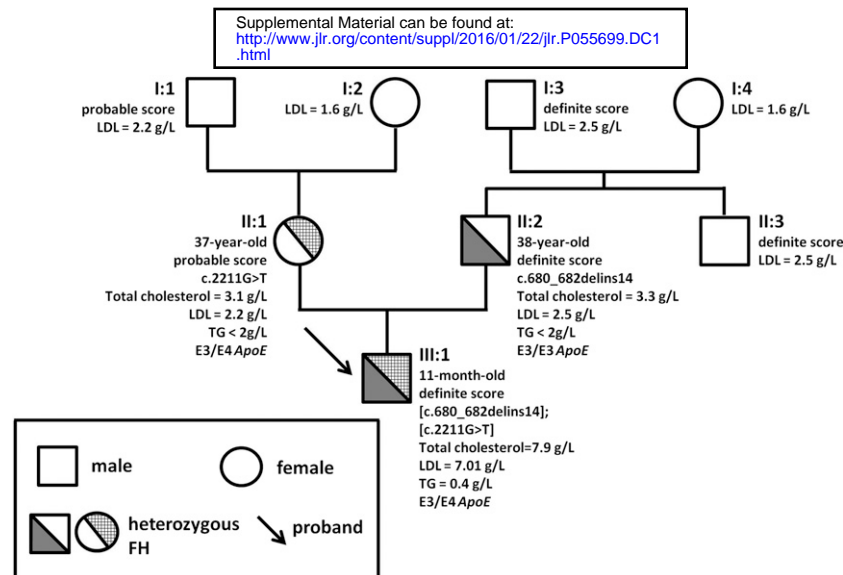 Supplemental Material can be found at:
http://www.jlr.org/content/suppl/2016/01/22/jlr.P055699.DC1
.html
I:1
probable score
LDL = 2.2 g/L
I:2
LDL = 1.6 g/L
I:3
definite score
LDL = 2.5 g/L
I:4
LDL = 1.6 g/L
II:1
37-year-old
probable score
c.2211G>T
Total cholesterol = 3.1 g/L
LDL = 2.2 g/L
TG < 2g/L
E3/E4 ApoE
II:2
38-year-old
definite score
c.680_682delins14
Total cholesterol = 3.3 g/L
LDL = 2.5 g/L
TG < 2g/L
E3/E3 ApoE
II:3
definite score
LDL = 2.5 g/L
III:1
11-month-old
definite score
[c.680_682delins14];
[c.2211G>T]
Total cholesterol=7.9 g/L
LDL = 7.01 g/L
TG = 0.4 g/L
E3/E4 ApoE
male
female
heterozygous
FH
proband